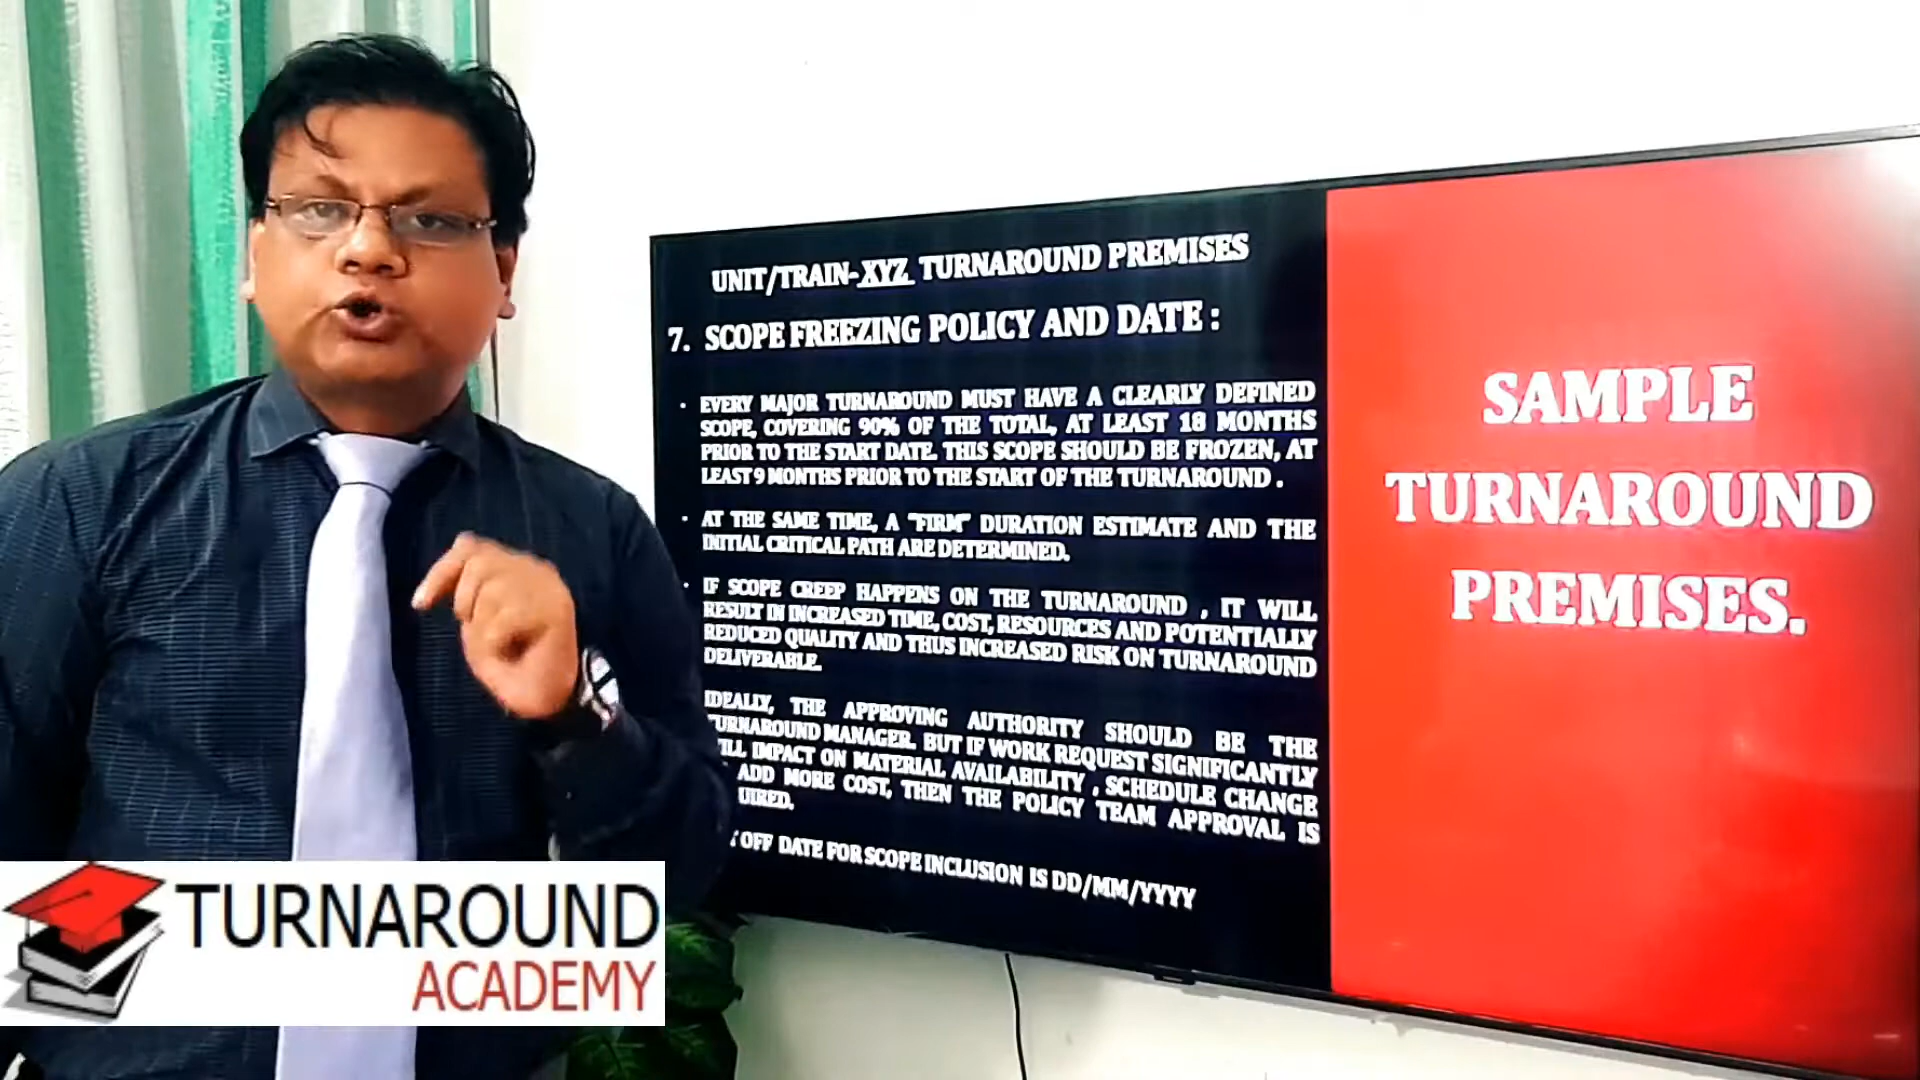 UNIT/TRAIN-XYZ TURNAROUND PREMISES
7. SCOPE FREEZING POLICY AND DATE :
• EVERY MAJOR TURNAROUND MUST HAVE A CLEARLY DEFINED
SCOPE, COVERING 90% OF THE TOTAL, AT LEAST 18 MONTHS
PRIOR TO THE START DATE. THIS SCOPE SHOULD BE FROZEN, AT
LEAST 9 MONTHS PRIOR TO THE START OF THE TURNAROUND .
• AT THE SAME TIME, A "FIRM" DURATION ESTIMATE AND THE
INITIAL CRITICAL PATH ARE DETERMINED.
• IF SCOPE CREEP HAPPENS ON THE TURNAROUND , IT WILL
RESULT IN INCREASED TIME, COST, RESOURCES AND POTENTIALLY
REDUCED QUALITY AND THUS INCREASED RISK ON TURNAROUND
DELIVERABLE.
IDEALLY, THE APPROVING AUTHORITY SHOULD BE THE
TURNAROUND MANAGER. BUT IF WORK REQUEST SIGNIFICANTLY
IMPACT ON MATERIAL AVAILABILITY , SCHEDULE CHANGE
ADD MORE COST, THEN THE POLICY TEAM APPROVAL IS
UIRED.
OFF DATE FOR SCOPE INCLUSION IS DD/MM/YYYY
SAMPLE
TURNAROUND
PREMISES.
TURNAROUND
ACADEMY